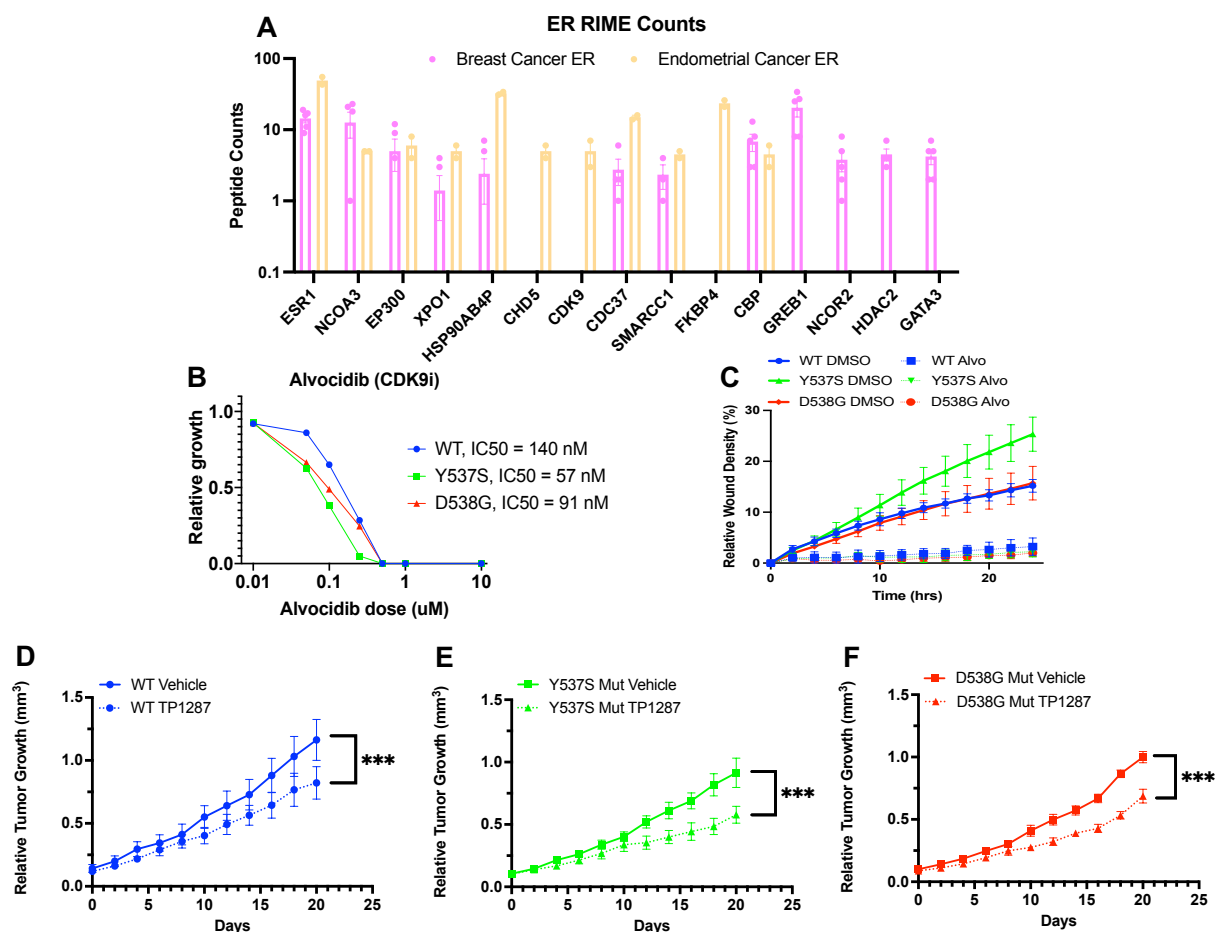 A
ER RIME Counts
Breast Cancer ER
Endometrial Cancer ER
Peptide Counts
100
10
1
0.1
ESR1
NCOA3
EP300
XPO1
HSP90AB4P
CHD5
CDK9
CDC37
SMARCC1
FKBP4
CBP
GREB1
NCOR2
HDAC2
GATA3
B
Alvocidib (CDK9i)
Relative growth
1.0
0.5
0.0
0.01
0.1
1
10
Alvocidib dose (uM)
WT, IC50 = 140 nM
Y537S, IC50 = 57 nM
D538G, IC50 = 91 nM
C
WT DMSO
WT Alvo
Y537S DMSO
Y537S Alvo
D538G DMSO
D538G Alvo
Relative Wound Density (%)
30
20
10
0
0
10
20
Time (hrs)
D
WT Vehicle
WT TP1287
Relative Tumor Growth (mm³)
1.5
1.0
0.5
0.0
0
5
10
15
20
25
Days
***
E
Y537S Mut Vehicle
Y537S Mut TP1287
Relative Tumor Growth (mm³)
1.5
1.0
0.5
0.0
0
5
10
15
20
25
Days
***
F
D538G Mut Vehicle
D538G Mut TP1287
Relative Tumor Growth (mm³)
1.5
1.0
0.5
0.0
0
5
10
15
20
25
Days
***